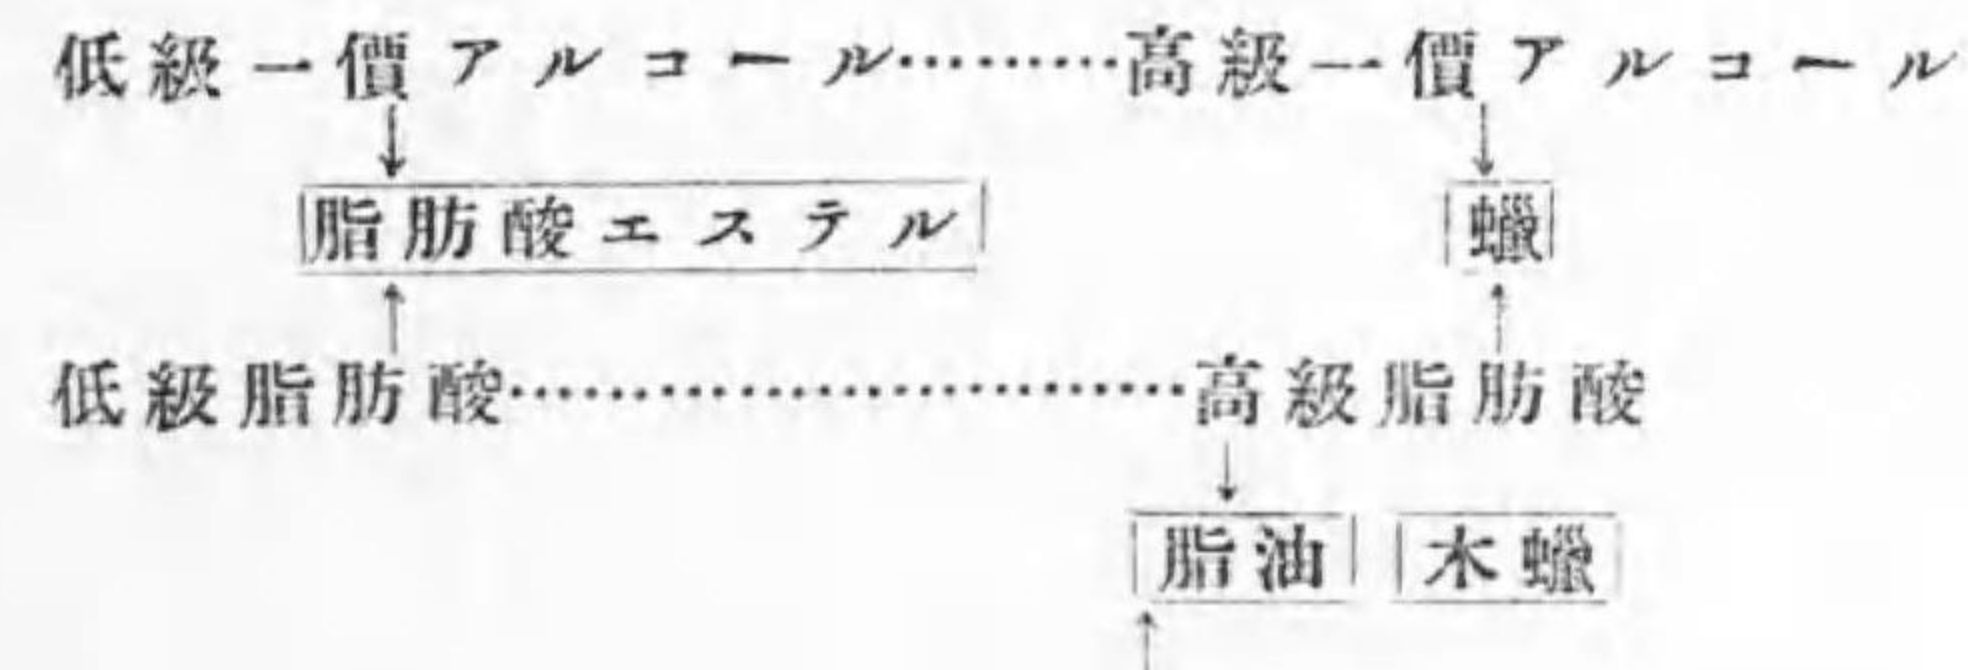 低級一價アルコール………高級一價アルコール
脂肪酸エステル 蠟
低級脂肪酸…………………………高級脂肪酸
脂油 木蠟